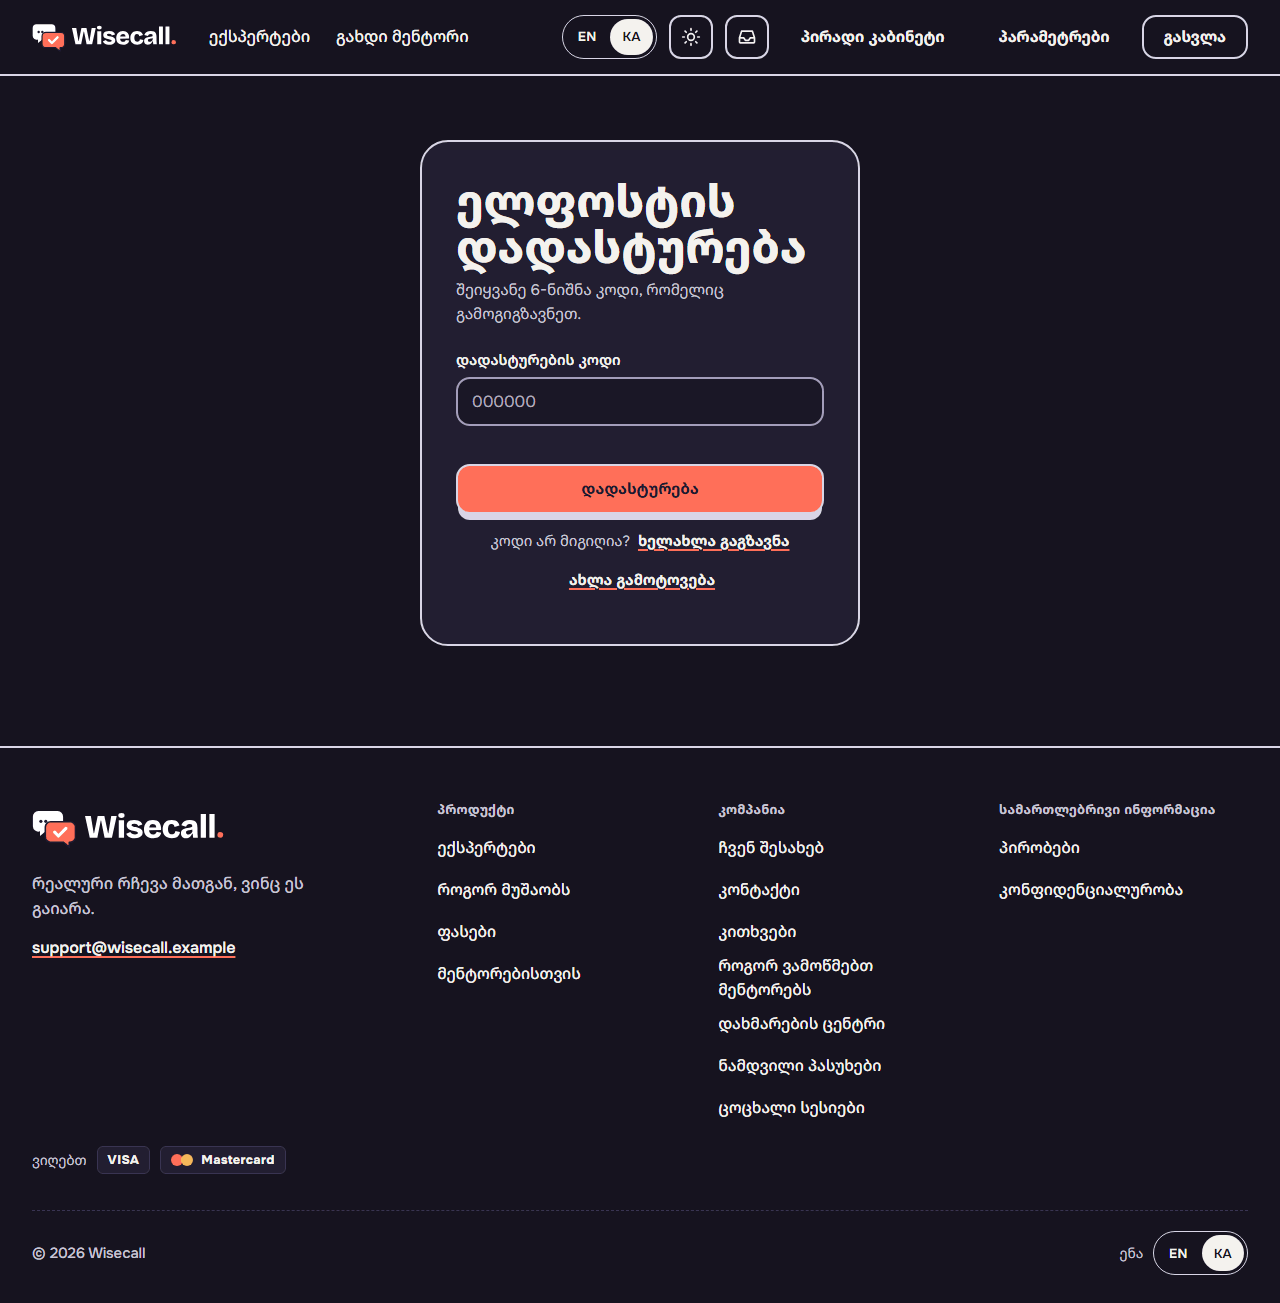 Wisecall.
ექსპერტები
გახდი მენტორი
EN
KA
პირადი კაბინეტი
პარამეტრები
გასვლა
ელფოსტის
დადასტურება
შეიყვანე 6-ნიშნა კოდი, რომელიც
გამოგიგზავნეთ.
დადასტურების კოდი
000000
დადასტურება
კოდი არ მიგიღია? ხელახლა გაგზავნა
ახლა გამოტოვება
Wisecall.
რეალური რჩევა მათგან, ვინც ეს
გაიარა.
support@wisecall.example
პროდუქტი
ექსპერტები
როგორ მუშაობს
ფასები
მენტორებისთვის
კომპანია
ჩვენ შესახებ
კონტაქტი
კითხვები
როგორ ვამოწმებთ
მენტორებს
დახმარების ცენტრი
ნამდვილი პასუხები
ცოცხალი სესიები
სამართლებრივი ინფორმაცია
პირობები
კონფიდენციალურობა
ვიღებთ
VISA
Mastercard
© 2026 Wisecall
ენა
EN
KA